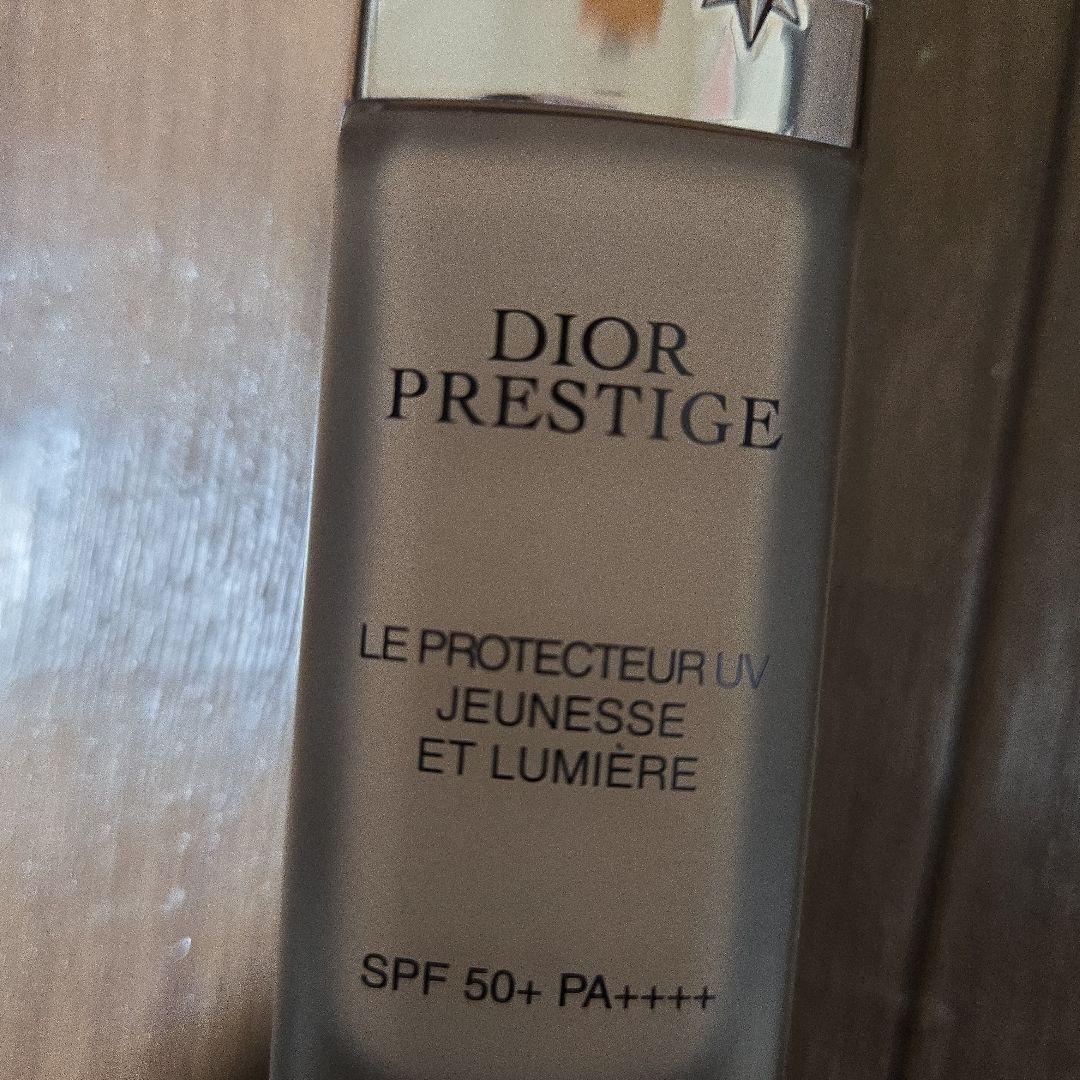 DIOR
PRESTIGE
LE PROTECTEUR UV
JEUNESSE
ET LUMIÈRE
SPF 50+ PA++++